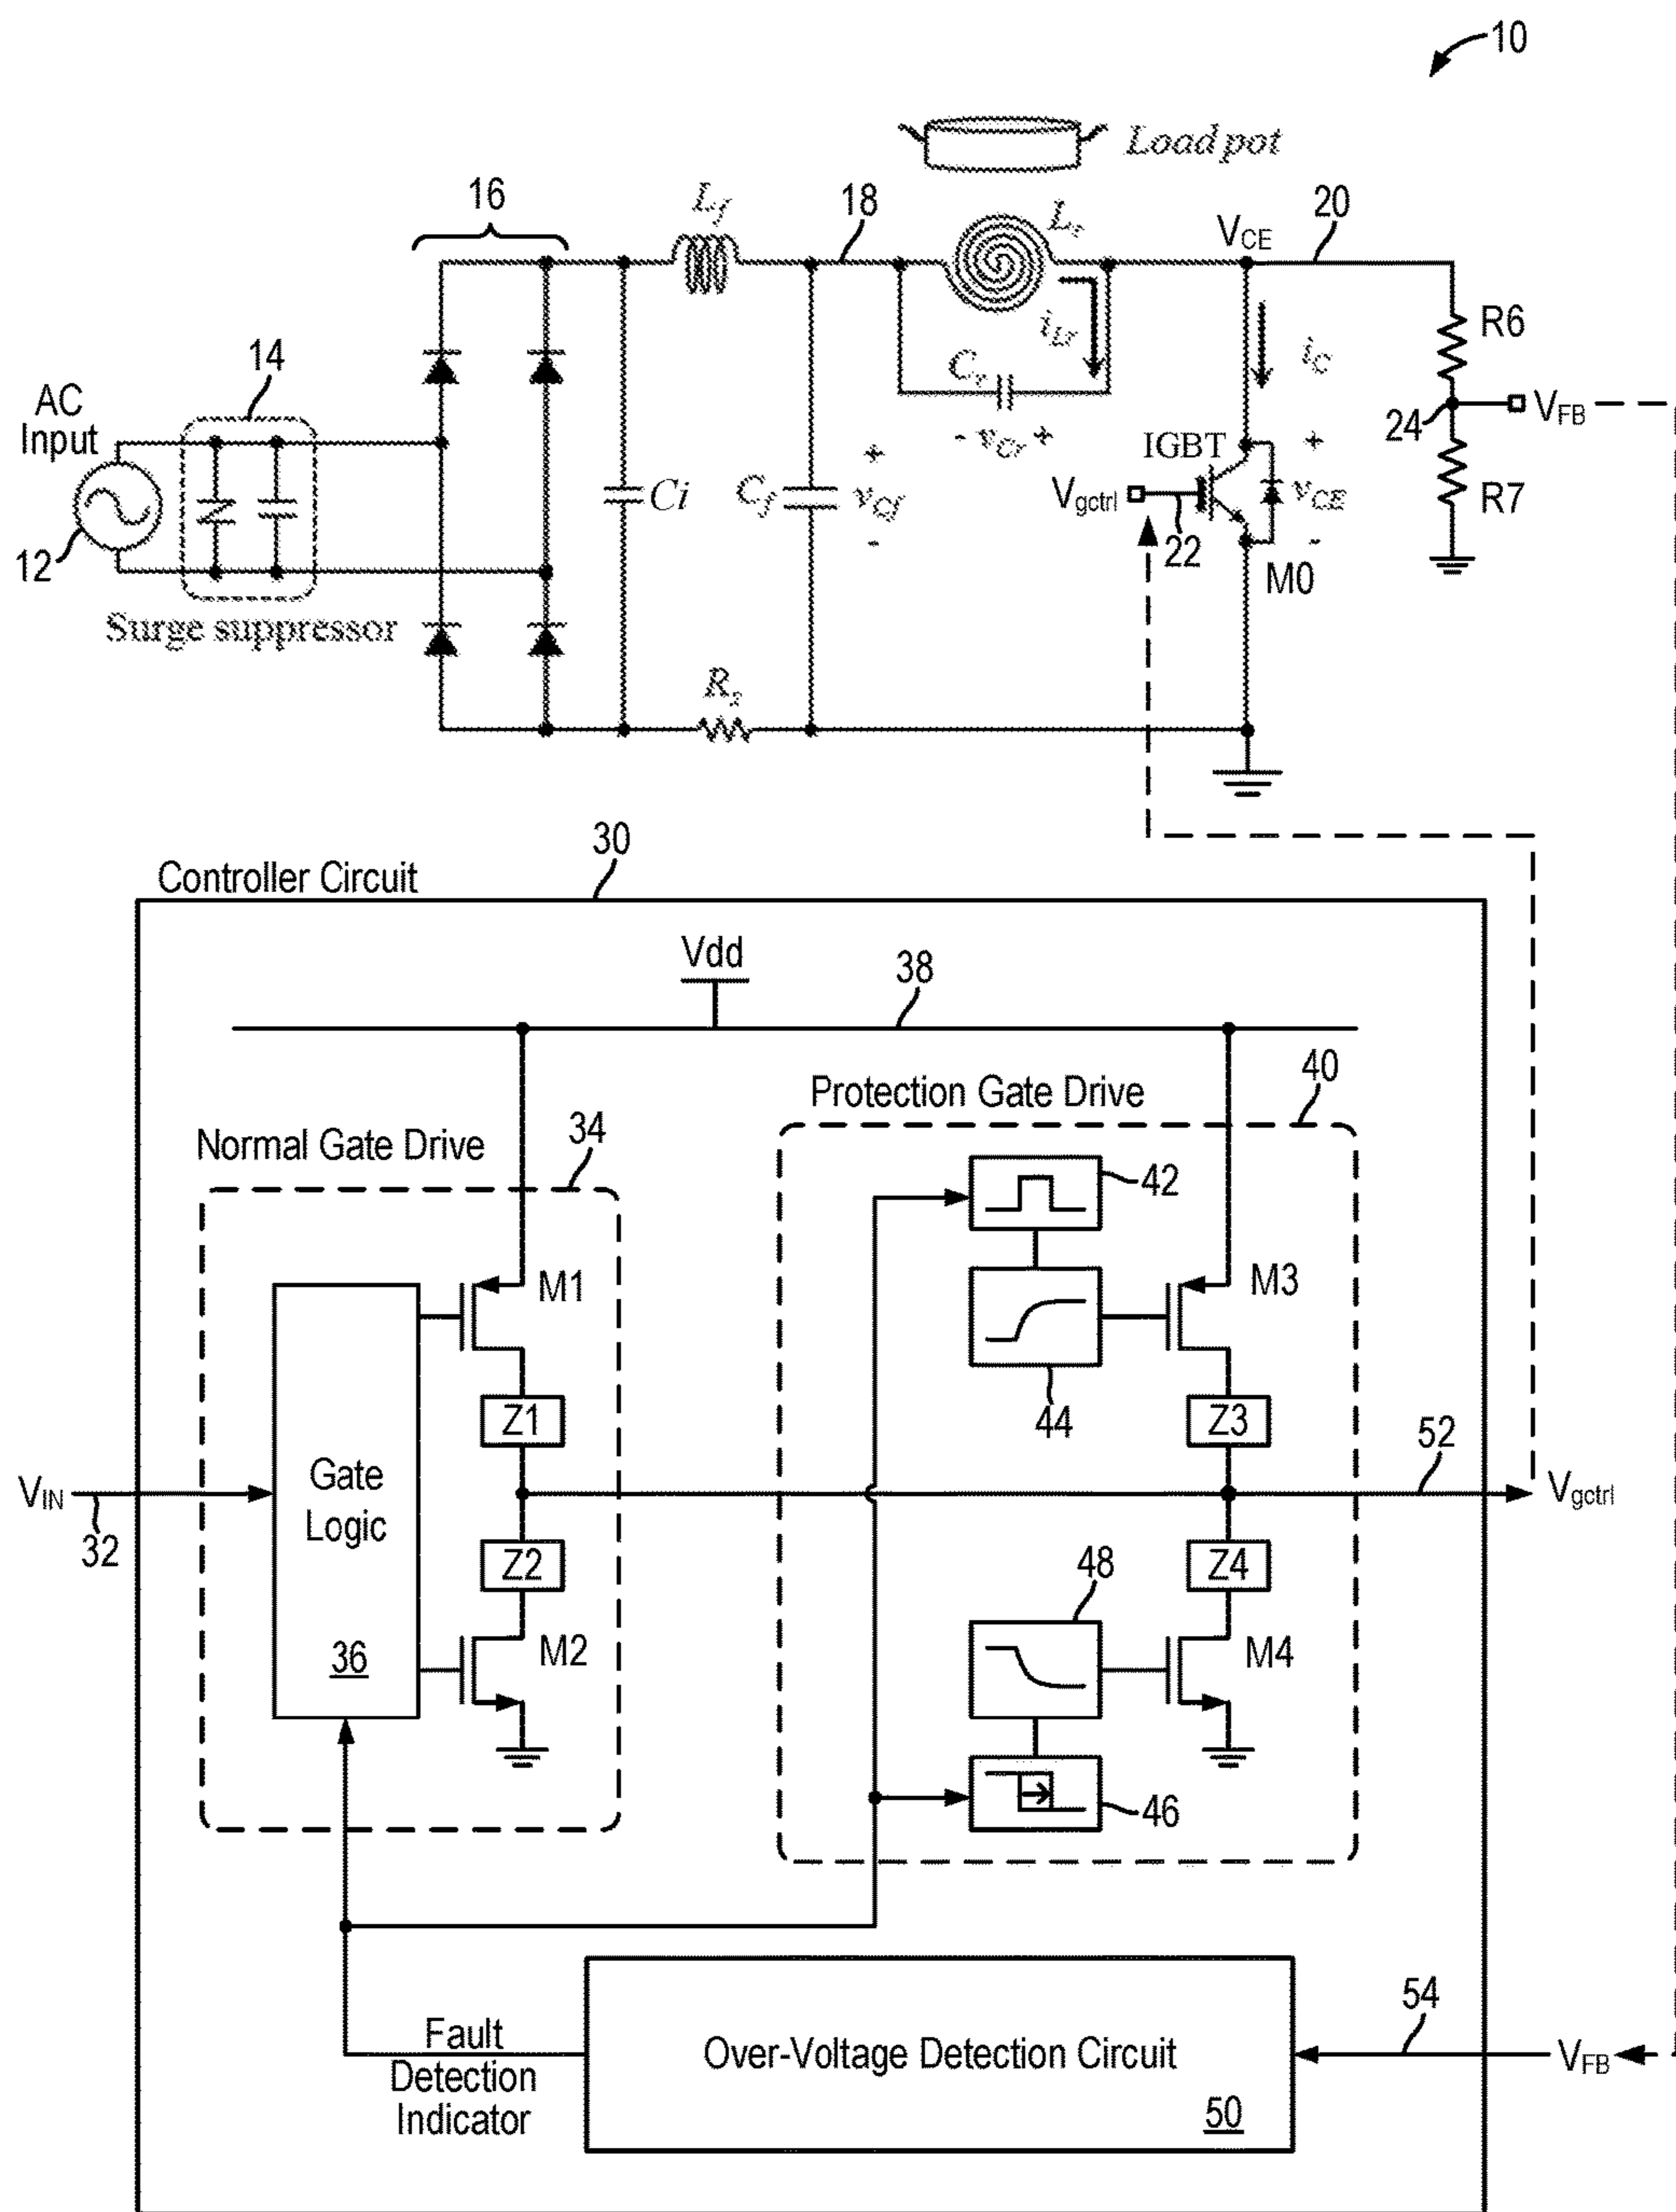 10
Load pot
16
Lf
18
Lr
VCE
20
iLr
iC
R6
14
AC
Input
Cr
- vCr +
IGBT
24
VFB
Ci
Cf
+
vCf
-
Vgctrl
22
+
vCE
-
R7
12
M0
Surge suppressor
Rs
30
Controller Circuit
Vdd
38
40
Protection Gate Drive
34
Normal Gate Drive
42
M1
M3
44
Z1
Z3
52
Gate
Logic
VIN
Vgctrl
32
Z2
Z4
48
36
M2
M4
46
54
Fault
Detection
Indicator
Over-Voltage Detection Circuit
VFB
50